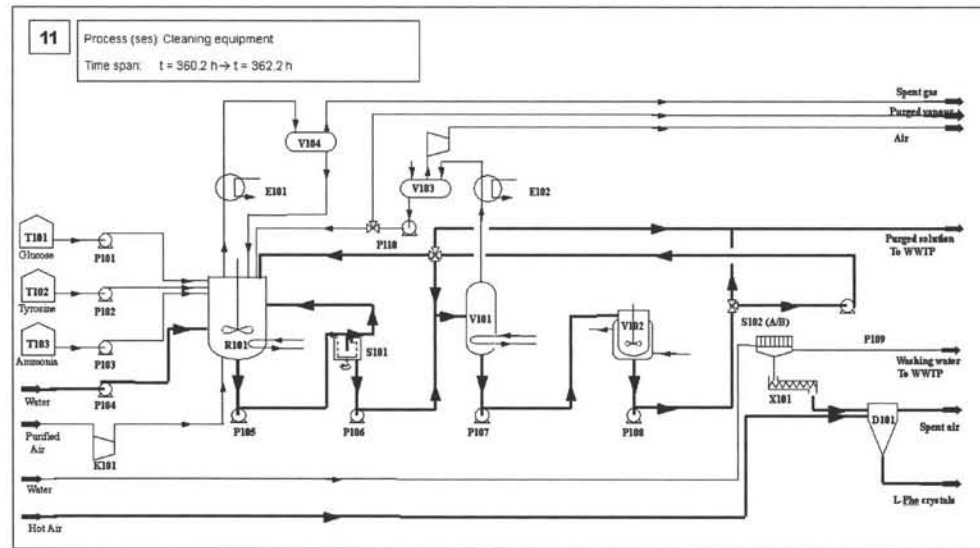 11
Process (ses): Cleaning equipment
Time span: t = 360.2 h → t = 362.2 h
Spent gas
Purged vapour
Air
V104
E101
V103
E102
P110
T101
Glucose
P101
Purged solution
To WWTP
T102
Tyrosine
P102
R101
V101
V102
S102 (A/B)
T103
Ammonia
P103
S101
P109
Washing water
To WWTP
Water
P104
X101
Purified
Air
K101
P105
P106
P107
P108
D101
Spent air
Water
L-Phe crystals
Hot Air